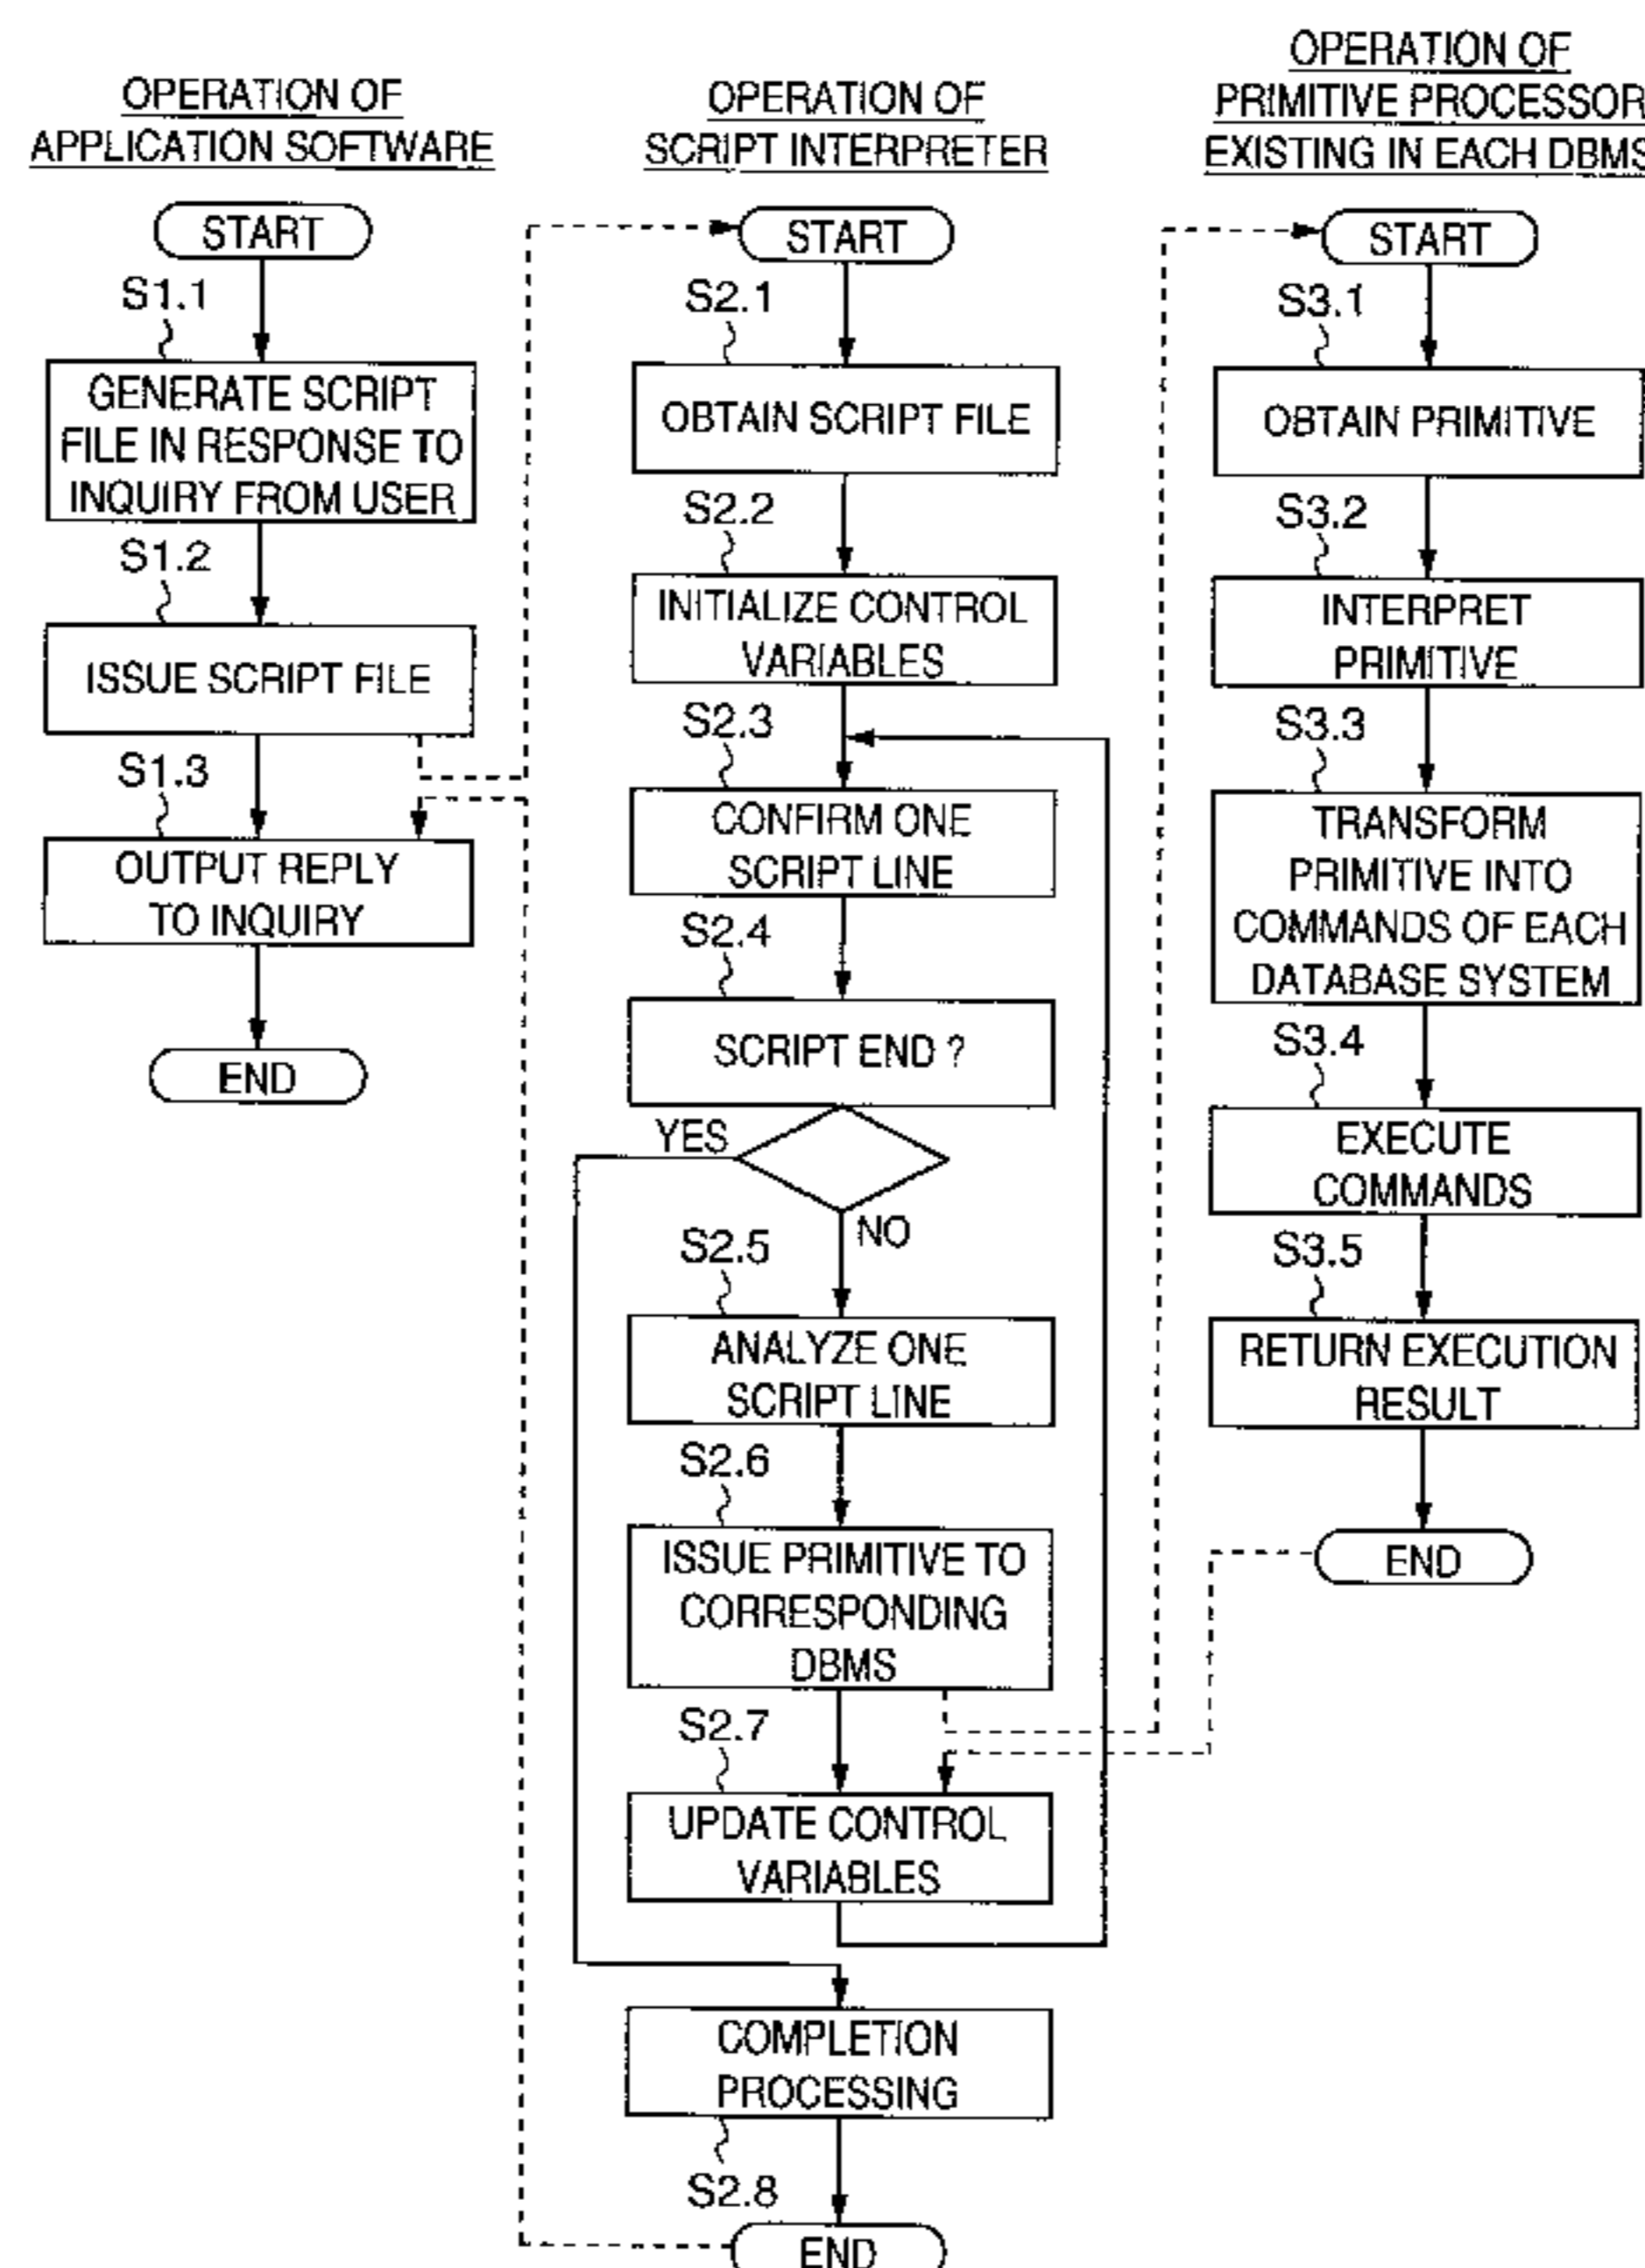 OPERATION OF
APPLICATION SOFTWARE
START
S1.1
GENERATE SCRIPT
FILE IN RESPONSE TO
INQUIRY FROM USER
S1.2
ISSUE SCRIPT FILE
S1.3
OUTPUT REPLY
TO INQUIRY
END
OPERATION OF
SCRIPT INTERPRETER
START
S2.1
OBTAIN SCRIPT FILE
S2.2
INITIALIZE CONTROL
VARIABLES
S2.3
CONFIRM ONE
SCRIPT LINE
S2.4
SCRIPT END ?
YES
NO
S2.5
ANALYZE ONE
SCRIPT LINE
S2.6
ISSUE PRIMITIVE TO
CORRESPONDING
DBMS
S2.7
UPDATE CONTROL
VARIABLES
COMPLETION
PROCESSING
S2.8
END
OPERATION OF
PRIMITIVE PROCESSOR
EXISTING IN EACH DBMS
START
S3.1
OBTAIN PRIMITIVE
S3.2
INTERPRET
PRIMITIVE
S3.3
TRANSFORM
PRIMITIVE INTO
COMMANDS OF EACH
DATABASE SYSTEM
S3.4
EXECUTE
COMMANDS
S3.5
RETURN EXECUTION
RESULT
END